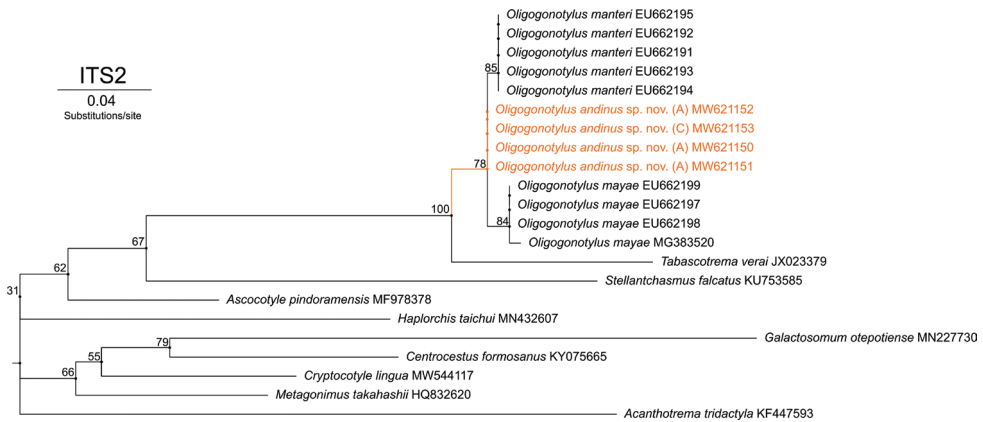 Oligogonotylus manteri EU662195
Oligogonotylus manteri EU662192
Oligogonotylus manteri EU662191
Oligogonotylus manteri EU662193
Oligogonotylus manteri EU662194
85
ITS2
0.04
Substitutions/site
Oligogonotylus andinus sp. nov. (A) MW621152
Oligogonotylus andinus sp. nov. (C) MW621153
Oligogonotylus andinus sp. nov. (A) MW621150
Oligogonotylus andinus sp. nov. (A) MW621151
78
Oligogonotylus mayae EU662199
Oligogonotylus mayae EU662197
Oligogonotylus mayae EU662198
84
Oligogonotylus mayae MG383520
100
Tabascotrema verai JX023379
67
Stellantchasmus falcatus KU753585
62
Ascocotyle pindoramensis MF978378
31
Haplorchis taichui MN432607
Galactosomum otepotiense MN227730
79
Centrocestus formosanus KY075665
55
Cryptocotyle lingua MW544117
66
Metagonimus takahashii HQ832620
Acanthotrema tridactyla KF447593